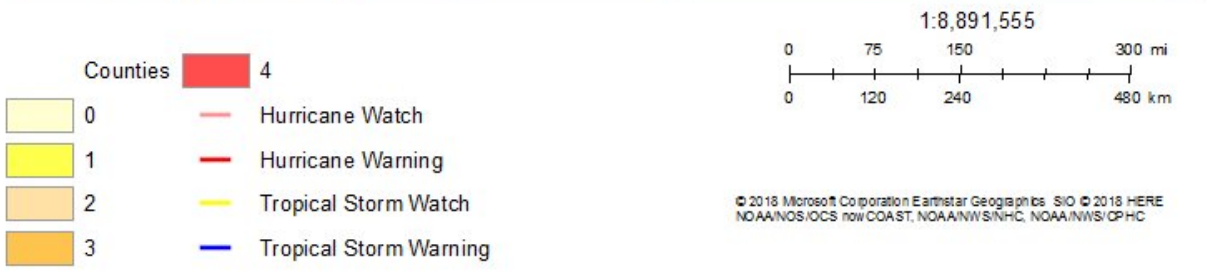 Counties
0
1
2
3
4
Hurricane Watch
Hurricane Warning
Tropical Storm Watch
Tropical Storm Warning
1:8,891,555
0 75 150 300 mi
0 120 240 480 km
© 2018 Microsoft Corporation Earthstar Geographics SIO © 2018 HERE
NOAA/NOS/OCS nowCOAST, NOAA/NWS/NHC, NOAA/NWS/CPHC